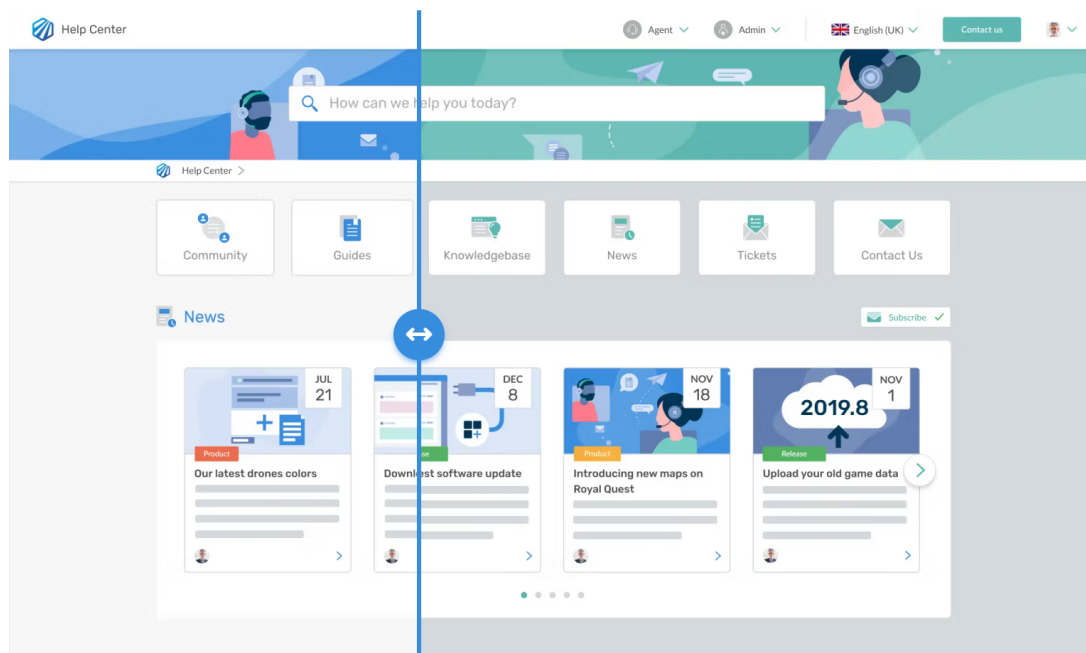 Help Center
Agent
Admin
English (UK)
Contact us
How can we help you today?
Help Center >
Community
Guides
Knowledgebase
News
Tickets
Contact Us
News
Subscribe
JUL
21
Product
Our latest drones colors
DEC
8
Downl est software update
NOV
18
Product
Introducing new maps on
Royal Quest
2019.8
NOV
1
Release
Upload your old game data